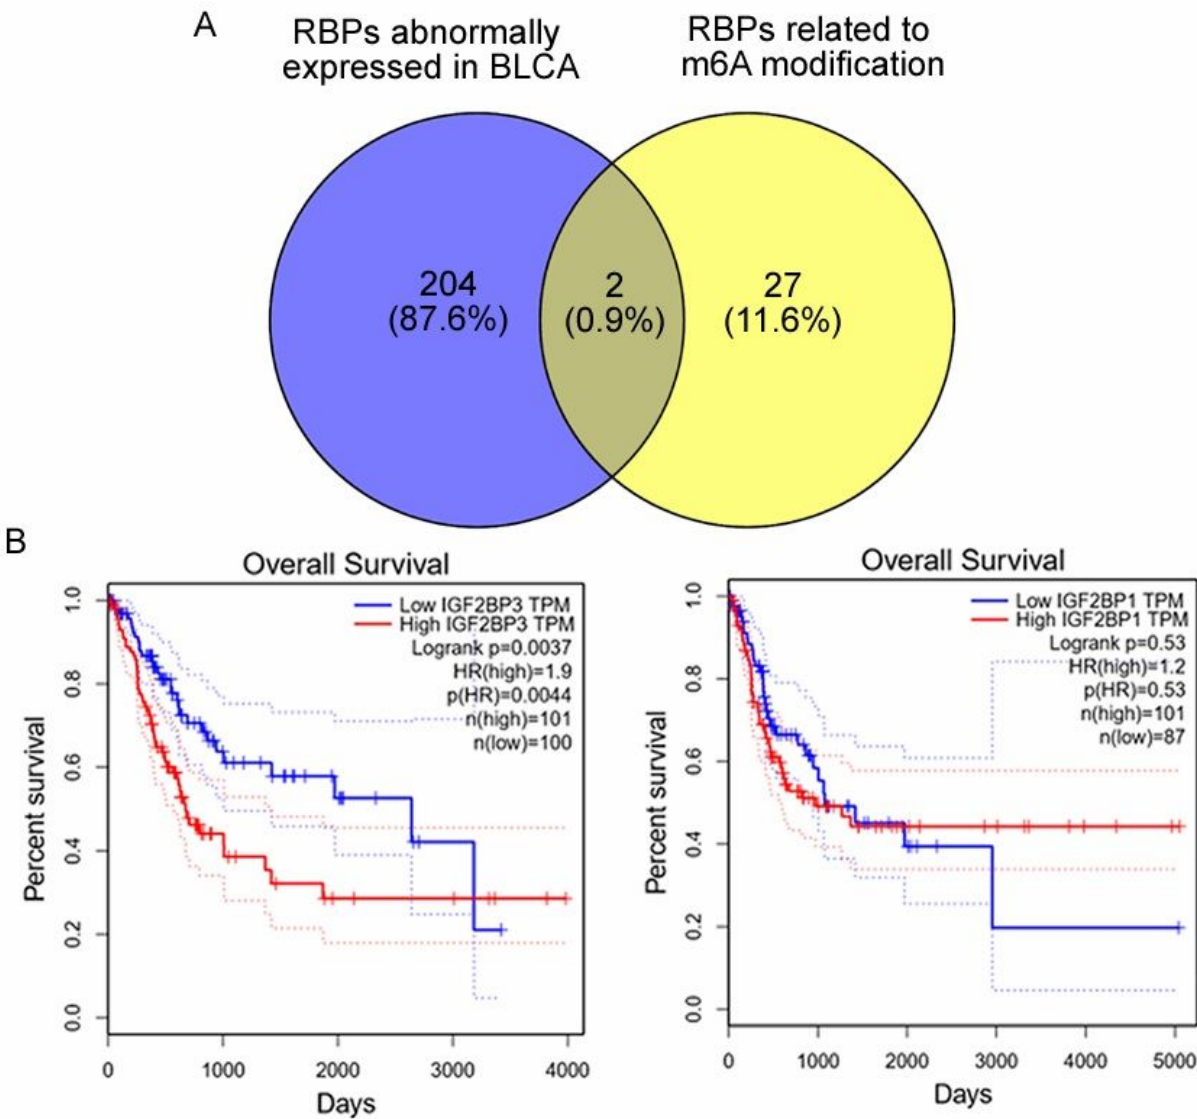 A
RBPs abnormally
expressed in BLCA
RBPs related to
m6A modification
204
(87.6%)
2
(0.9%)
27
(11.6%)
B
Overall Survival
Low IGF2BP3 TPM
High IGF2BP3 TPM
Logrank p=0.0037
HR(high)=1.9
p(HR)=0.0044
n(high)=101
n(low)=100
Percent survival
1.0
0.8
0.6
0.4
0.2
0.0
0
1000
2000
3000
4000
Days
Overall Survival
Low IGF2BP1 TPM
High IGF2BP1 TPM
Logrank p=0.53
HR(high)=1.2
p(HR)=0.53
n(high)=101
n(low)=87
Percent survival
1.0
0.8
0.6
0.4
0.2
0.0
0
1000
2000
3000
4000
5000
Days